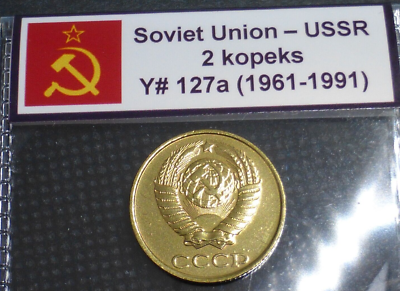 Soviet Union – USSR
2 kopeks
Y# 127a (1961-1991)
СССР